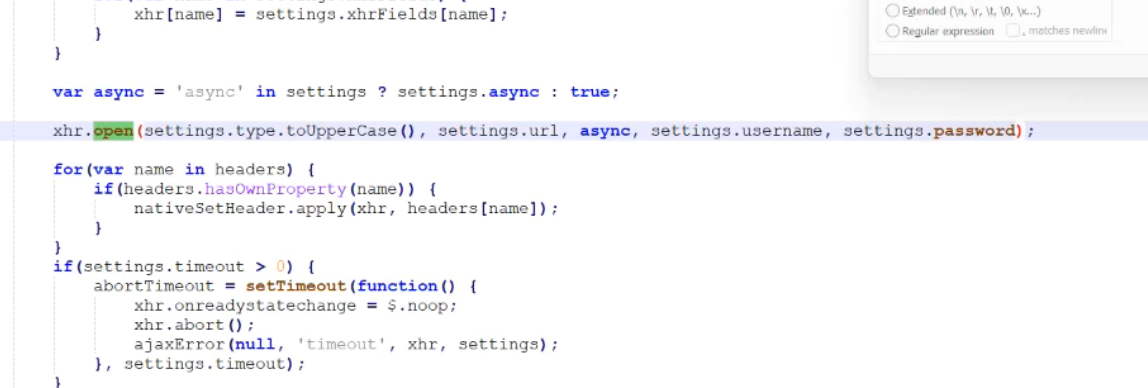 xhr[name] = settings.xhrFields[name];
}
}
var async = 'async' in settings ? settings.async : true;
xhr.open(settings.type.toUpperCase(), settings.url, async, settings.username, settings.password);
for(var name in headers) {
if(headers.hasOwnProperty(name)) {
nativeSetHeader.apply(xhr, headers[name]);
}
}
if(settings.timeout > 0) {
abortTimeout = setTimeout(function() {
xhr.onreadystatechange = $.noop;
xhr.abort();
ajaxError(null, 'timeout', xhr, settings);
}, settings.timeout);
}
Extended (\n, \r, \t, \0, \x...)
Regular expression . matches newline